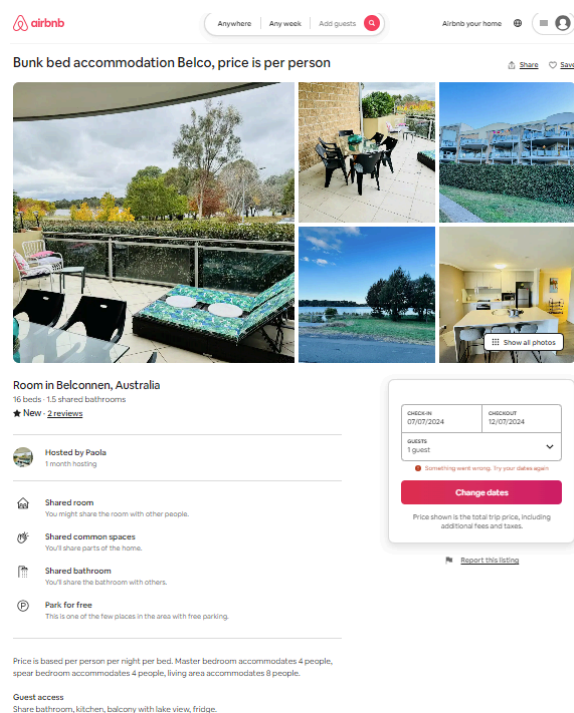 airbnb
Anywhere Any week Add guests
Airbnb your home
Bunk bed accommodation Belco, price is per person
Share Save
Show all photos
Room in Belconnen, Australia
16 beds · 1.5 shared bathrooms
New · 2 reviews
Hosted by Paola
1 month hosting
Shared room
You might share the room with other people.
Shared common spaces
You'll share parts of the home.
Shared bathroom
You'll share the bathroom with others.
Park for free
This is one of the few places in the area with free parking.
Price is based per person per night per bed. Master bedroom accommodates 4 people,
spear bedroom accommodates 4 people, living area accommodates 8 people.
Guest access
Share bathroom, kitchen, balcony with lake view, fridge.
CHECK-IN CHECKOUT
07/07/2024 12/07/2024
GUESTS
1 guest
Something went wrong. Try your dates again
Change dates
Price shown is the total trip price, including
additional fees and taxes.
Report this listing